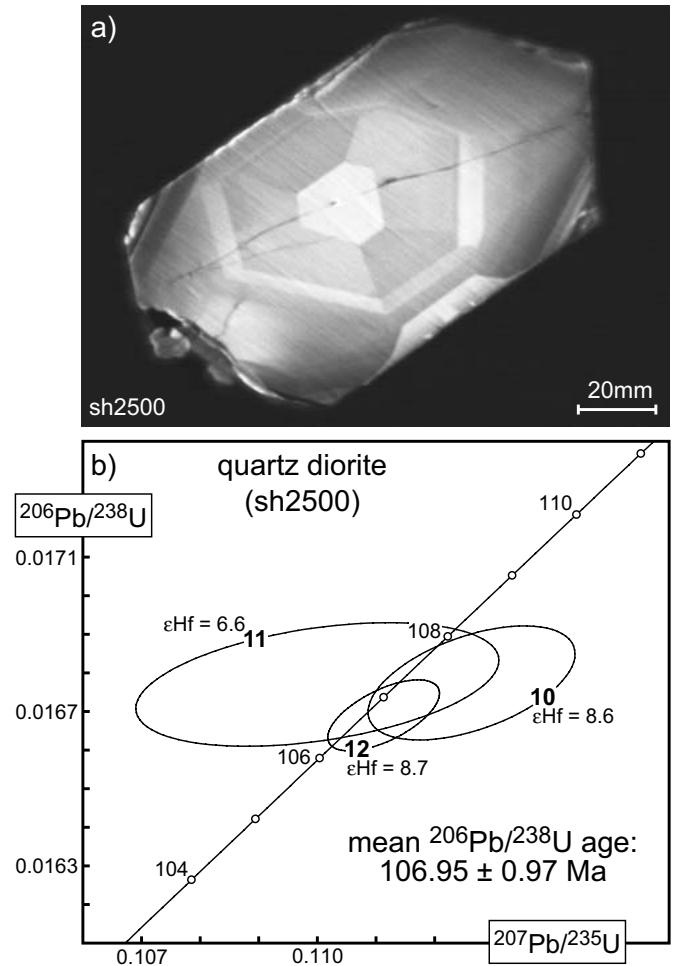 a)
sh2500
20mm
b)
quartz diorite
(sh2500)
²⁰⁶Pb/²³⁸U
110
0.0171
εHf = 6.6
11
108
10
εHf = 8.6
0.0167
12
106
εHf = 8.7
mean ²⁰⁶Pb/²³⁸U age:
106.95 ± 0.97 Ma
104
0.0163
²⁰⁷Pb/²³⁵U
0.107
0.110